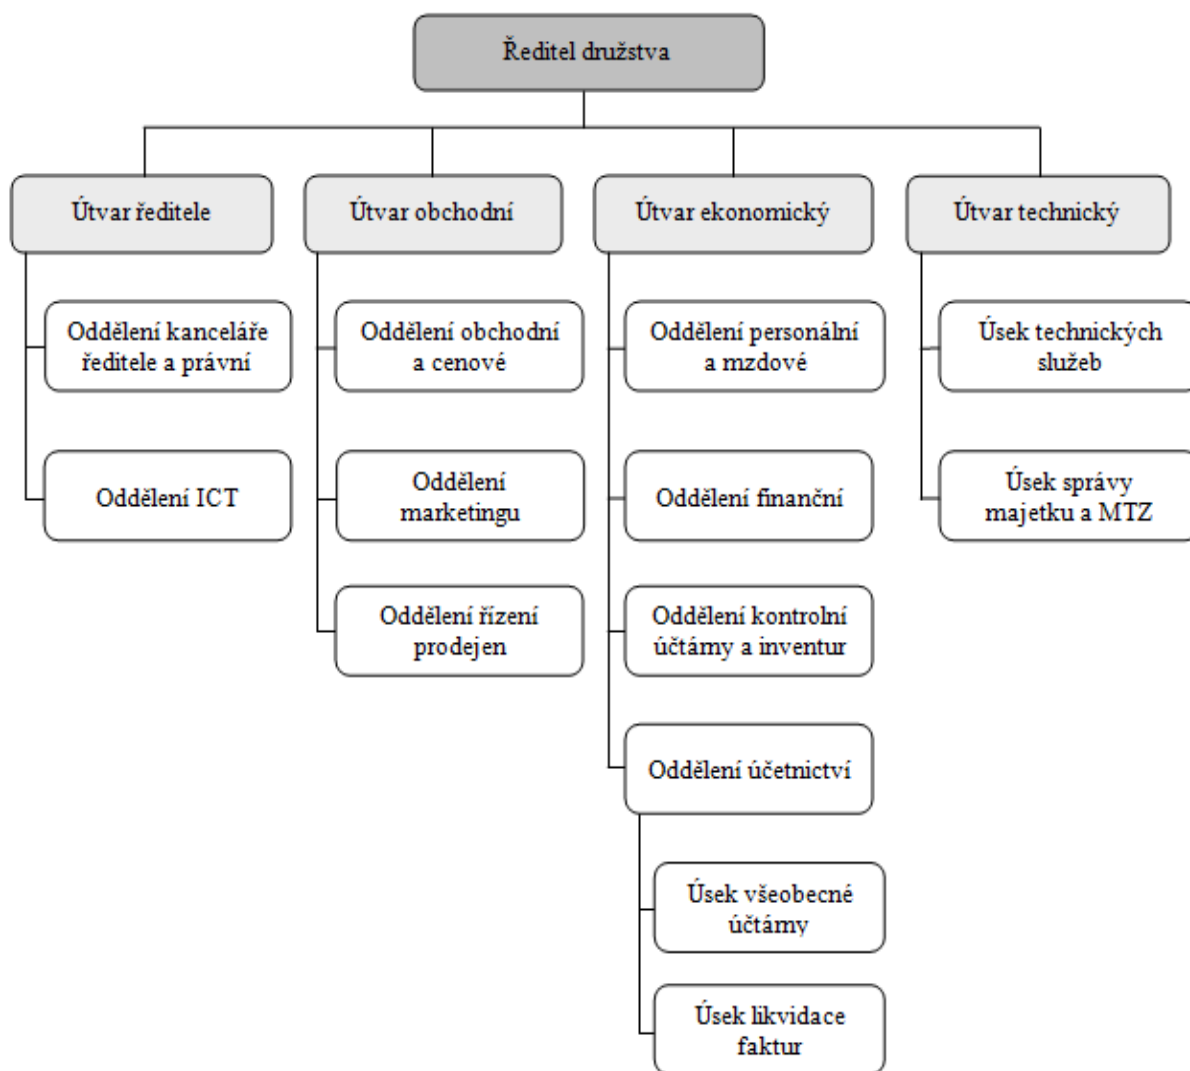 Ředitel družstva
Útvar ředitele
Útvar obchodní
Útvar ekonomický
Útvar technický
Oddělení kanceláře
ředitele a právní
Oddělení obchodní
a cenové
Oddělení personální
a mzdové
Úsek technických
služeb
Oddělení ICT
Oddělení
marketingu
Oddělení finanční
Úsek správy
majetku a MTZ
Oddělení řízení
prodejen
Oddělení kontrolní
účtárny a inventur
Oddělení účetnictví
Úsek všeobecné
účtárny
Úsek likvidace
faktur